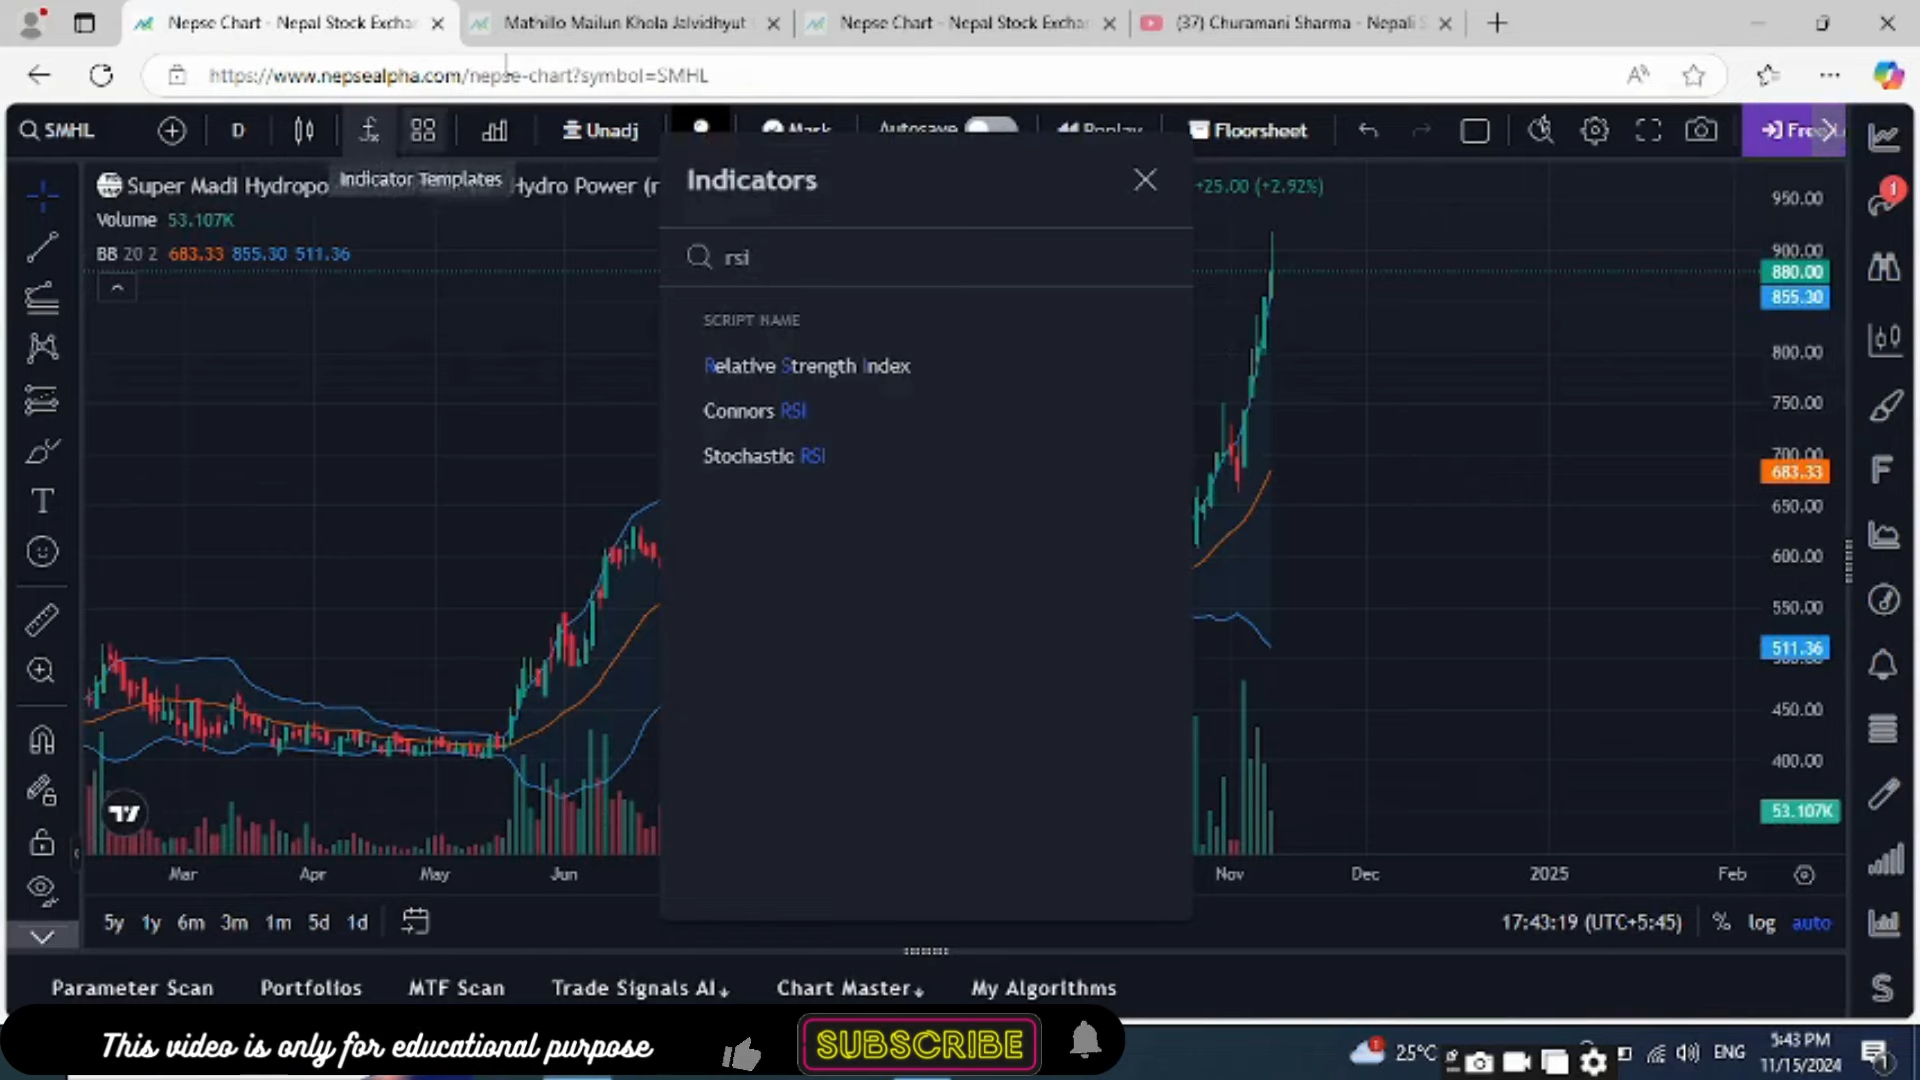 Nepse Chart - Nepal Stock Exchan
Mathillo Mailun Khola Jalvidhyut
Nepse Chart - Nepal Stock Exchan
(37) Churamani Sharma - Nepali S
https://www.nepsealpha.com/nepse-chart?symbol=SMHL
SMHL
D
Unadj
Mark
Autosave
Replay
Floorsheet
Indicator Templates
Super Madi Hydropo
Hydro Power (r
+25.00 (+2.92%)
Volume 53.107K
BB 20 2 683.33 855.30 511.36
Indicators
rsi
SCRIPT NAME
Relative Strength Index
Connors RSI
Stochastic RSI
950.00
900.00
880.00
855.30
800.00
750.00
700.00
683.33
650.00
600.00
550.00
511.36
500.00
450.00
400.00
53.107K
1
Mar
Apr
May
Jun
Nov
Dec
2025
Feb
5y 1y 6m 3m 1m 5d 1d
17:43:19 (UTC+5:45)
% log auto
Parameter Scan
Portfolios
MTF Scan
Trade Signals AI
Chart Master
My Algorithms
This video is only for educational purpose
SUBSCRIBE
25°C
ENG
5:43 PM
11/15/2024